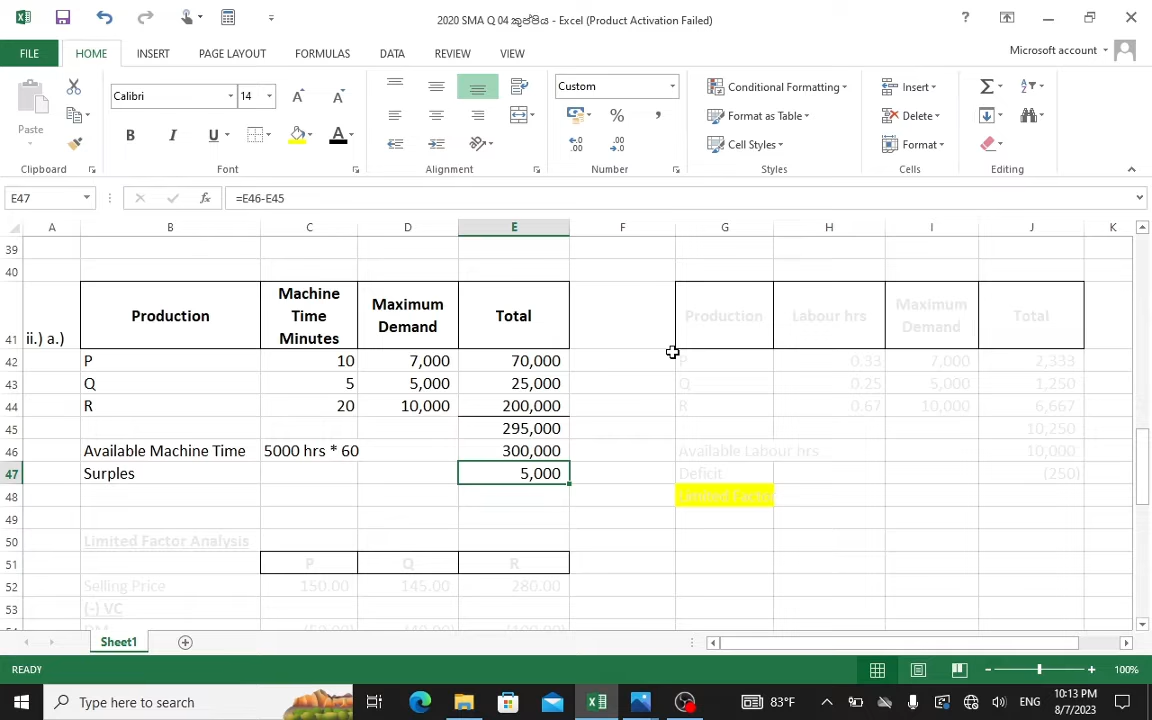 2020 SMA Q 04 කුප්පිය - Excel (Product Activation Failed)
FILE HOME INSERT PAGE LAYOUT FORMULAS DATA REVIEW VIEW Microsoft account
Paste
Calibri 14
Custom
Conditional Formatting
Format as Table
Cell Styles
Insert
Delete
Format
Clipboard Font Alignment Number Styles Cells Editing
E47 =E46-E45
A B C D E F G H I J K
39
40
41 ii.) a.) Production Machine Time Minutes Maximum Demand Total Production Labour hrs Maximum Demand Total
42 P 10 7,000 70,000 P 0.33 7,000 2,333
43 Q 5 5,000 25,000 Q 0.25 5,000 1,250
44 R 20 10,000 200,000 R 0.67 10,000 6,667
45 295,000 10,250
46 Available Machine Time 5000 hrs * 60 300,000 Available Labour hrs 10,000
47 Surples 5,000 Deficit (250)
48 Limited Factor
49
50 Limited Factor Analysis
51 P Q R
52 Selling Price 150.00 145.00 280.00
53 (-) VC
Sheet1
READY 100%
Type here to search
83°F ENG 10:13 PM
8/7/2023